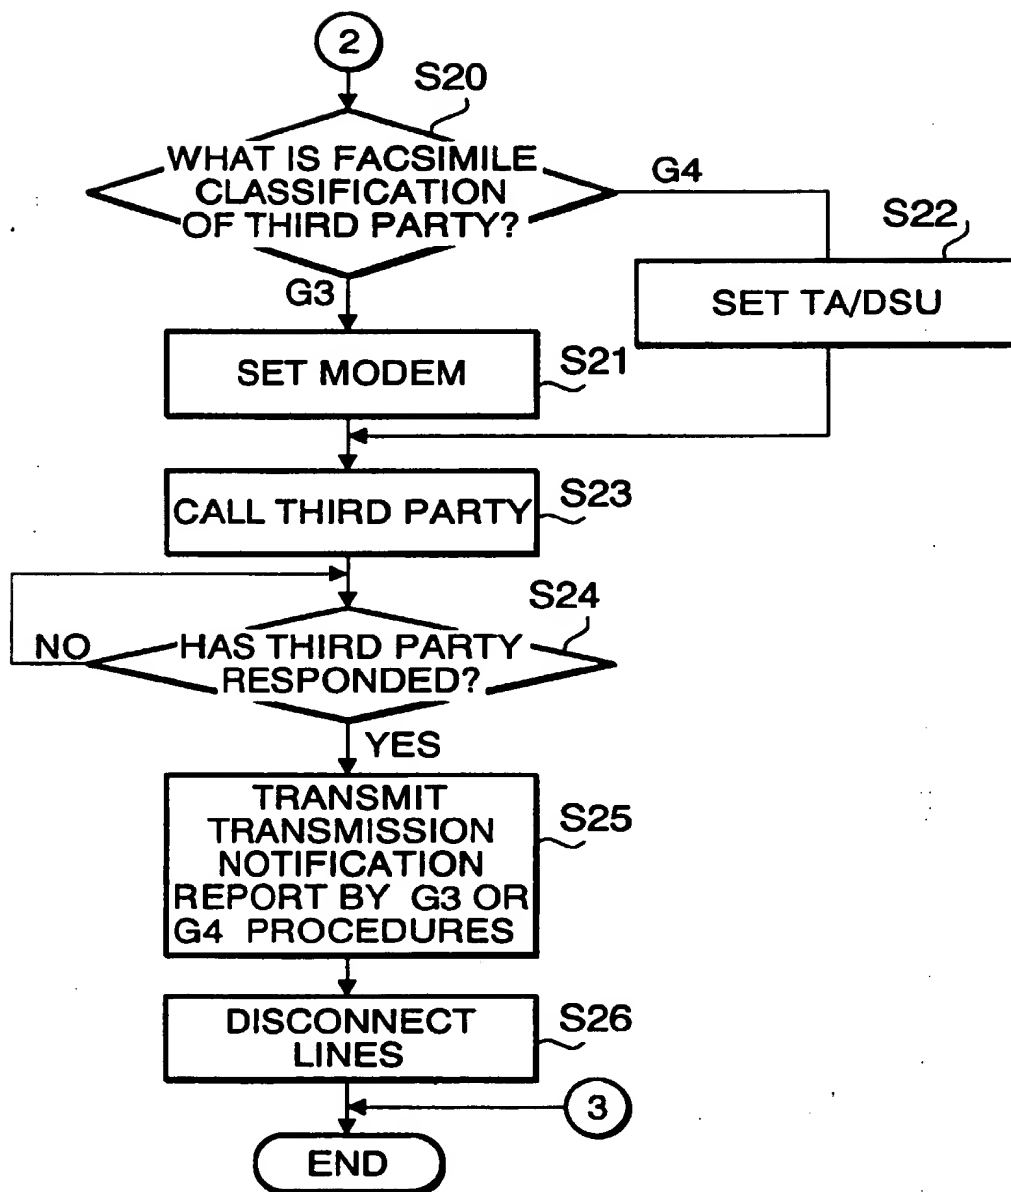 2
S20
WHAT IS FACSIMILE
CLASSIFICATION
OF THIRD PARTY?
G4
S22
SET TA/DSU
G3
SET MODEM
S21
CALL THIRD PARTY
S23
S24
NO
HAS THIRD PARTY
RESPONDED?
YES
TRANSMIT
TRANSMISSION
NOTIFICATION
REPORT BY G3 OR
G4 PROCEDURES
S25
DISCONNECT
LINES
S26
3
END